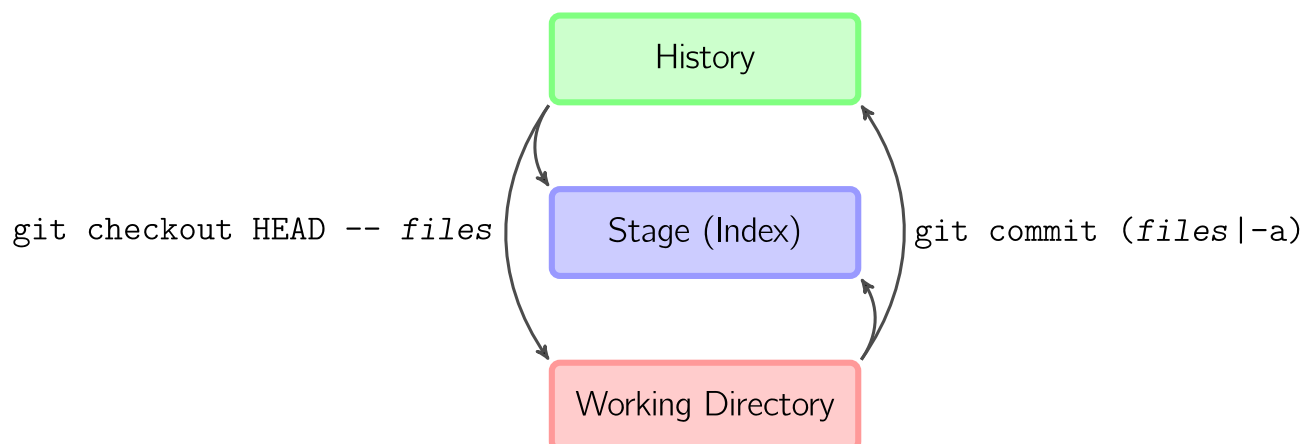 History
git checkout HEAD -- files
Stage (Index)
git commit (files|-a)
Working Directory